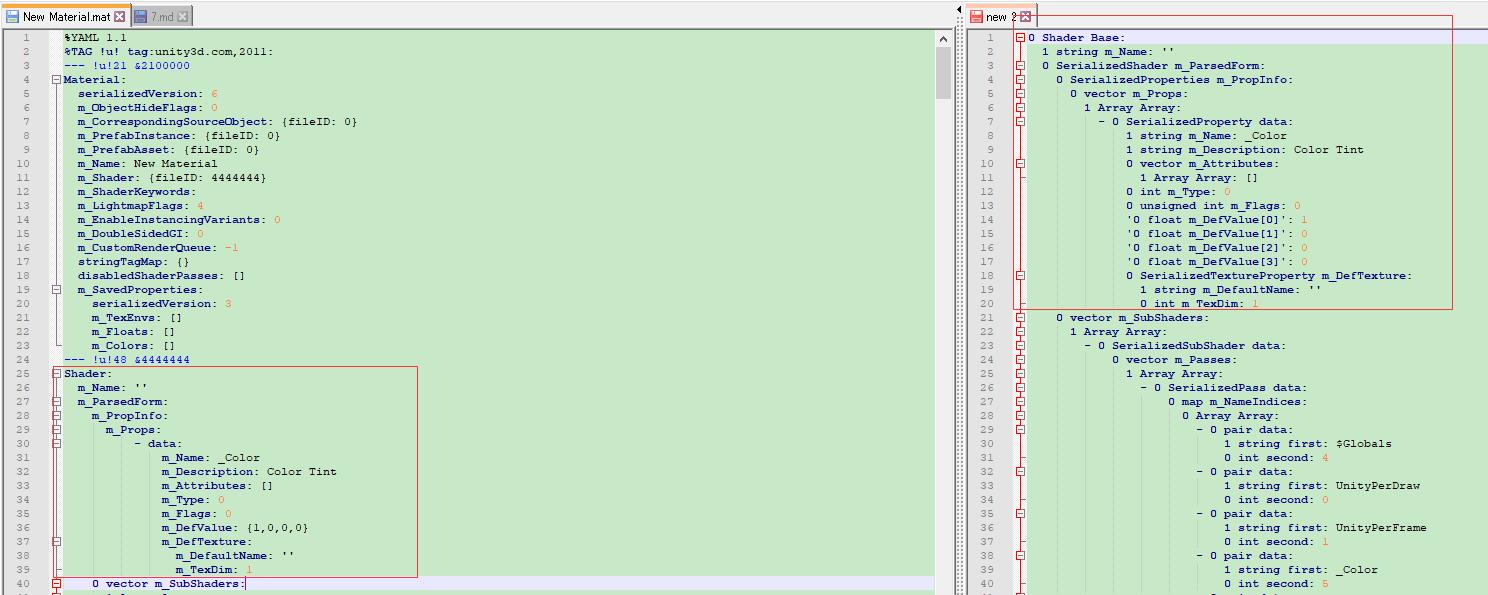 New Material.mat
7.md
1 %YAML 1.1
2 %TAG !u! tag:unity3d.com,2011:
3 --- !u!21 &2100000
4 Material:
5 serializedVersion: 6
6 m_ObjectHideFlags: 0
7 m_CorrespondingSourceObject: {fileID: 0}
8 m_PrefabInstance: {fileID: 0}
9 m_PrefabAsset: {fileID: 0}
10 m_Name: New Material
11 m_Shader: {fileID: 4444444}
12 m_ShaderKeywords:
13 m_LightmapFlags: 4
14 m_EnableInstancingVariants: 0
15 m_DoubleSidedGI: 0
16 m_CustomRenderQueue: -1
17 stringTagMap: {}
18 disabledShaderPasses: []
19 m_SavedProperties:
20 serializedVersion: 3
21 m_TexEnvs: []
22 m_Floats: []
23 m_Colors: []
24 --- !u!48 &4444444
25 Shader:
26 m_Name: ''
27 m_ParsedForm:
28 m_PropInfo:
29 m_Props:
30 - data:
31 m_Name: _Color
32 m_Description: Color Tint
33 m_Attributes: []
34 m_Type: 0
35 m_Flags: 0
36 m_DefValue: {1,0,0,0}
37 m_DefTexture:
38 m_DefaultName: ''
39 m_TexDim: 1
40 0 vector m_SubShaders:
new 2
1 0 Shader Base:
2 1 string m_Name: ''
3 0 SerializedShader m_ParsedForm:
4 0 SerializedProperties m_PropInfo:
5 0 vector m_Props:
6 1 Array Array:
7 - 0 SerializedProperty data:
8 1 string m_Name: _Color
9 1 string m_Description: Color Tint
10 0 vector m_Attributes:
11 1 Array Array: []
12 0 int m_Type: 0
13 0 unsigned int m_Flags: 0
14 '0 float m_DefValue[0]': 1
15 '0 float m_DefValue[1]': 0
16 '0 float m_DefValue[2]': 0
17 '0 float m_DefValue[3]': 0
18 0 SerializedTextureProperty m_DefTexture:
19 1 string m_DefaultName: ''
20 0 int m_TexDim: 1
21 0 vector m_SubShaders:
22 1 Array Array:
23 - 0 SerializedSubShader data:
24 0 vector m_Passes:
25 1 Array Array:
26 - 0 SerializedPass data:
27 0 map m_NameIndices:
28 0 Array Array:
29 - 0 pair data:
30 1 string first: $Globals
31 0 int second: 4
32 - 0 pair data:
33 1 string first: UnityPerDraw
34 0 int second: 0
35 - 0 pair data:
36 1 string first: UnityPerFrame
37 0 int second: 1
38 - 0 pair data:
39 1 string first: _Color
40 0 int second: 5